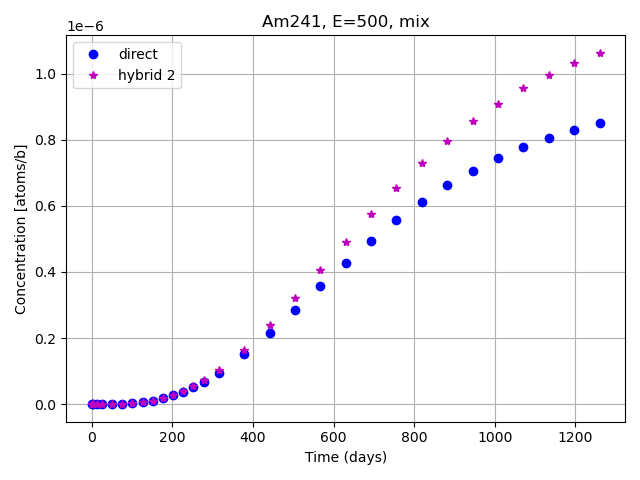 Am241, E=500, mix
1e−6
direct
hybrid 2
1.0
0.8
0.6
0.4
0.2
0.0
Concentration [atoms/b]
0
200
400
600
800
1000
1200
Time (days)